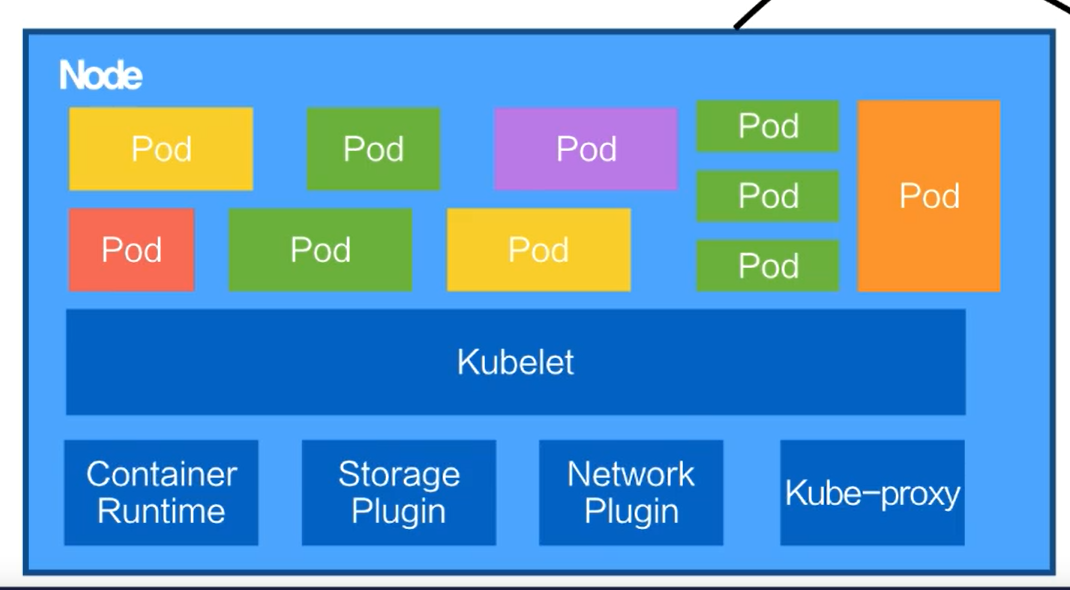 Node
Pod
Pod
Pod
Pod
Pod
Pod
Pod
Pod
Pod
Pod
Kubelet
Container
Runtime
Storage
Plugin
Network
Plugin
Kube-proxy